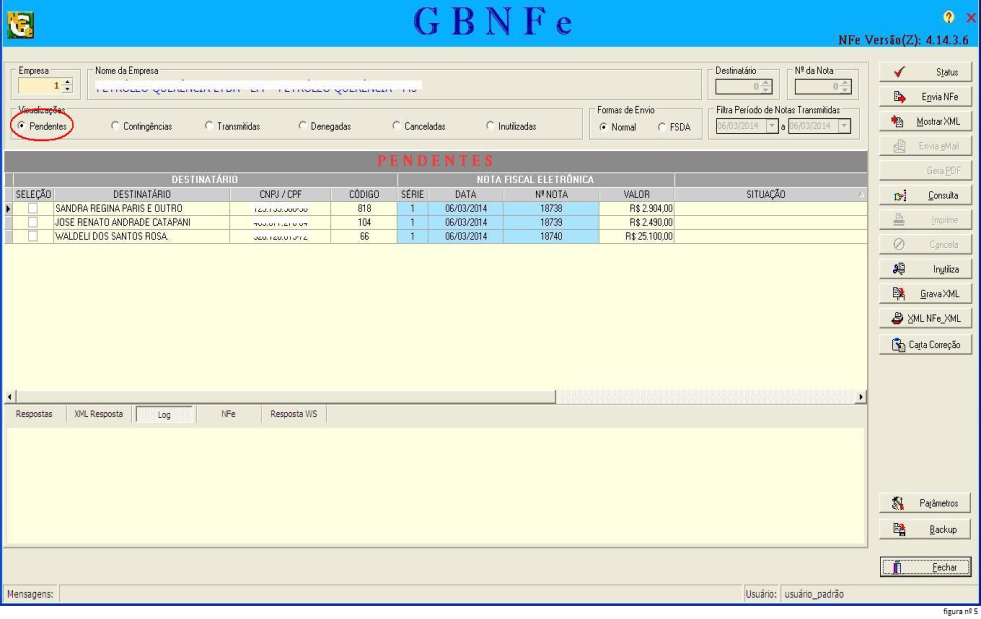 GBNFe
NFe Versão(Z): 4.14.3.6
Empresa
1
Nome da Empresa
Destinatário
0
Nº da Nota
0
Visualizações
Pendentes Contingências Transmitidas Denegadas Canceladas Inutilizadas
Formas de Envio
Normal FSDA
Filtra Período de Notas Transmitidas
06/03/2014 a 06/03/2014
PENDENTES
DESTINATÁRIO NOTA FISCAL ELETRÔNICA
SELEÇÃO DESTINATÁRIO CNPJ / CPF CÓDIGO SÉRIE DATA Nº NOTA VALOR SITUAÇÃO
SANDRA REGINA PARIS E OUTRO 818 1 06/03/2014 18738 R$ 2.904,00
JOSE RENATO ANDRADE CATAPANI 104 1 06/03/2014 18739 R$ 2.490,00
WALDELI DOS SANTOS ROSA. 66 1 06/03/2014 18740 R$ 25.100,00
Respostas XML Resposta Log NFe Resposta WS
Status
Envia NFe
Mostrar XML
Envia eMail
Gera PDF
Consulta
Imprime
Cancela
Inutiliza
Grava XML
XML NFe_XML
Carta Correção
Parâmetros
Backup
Fechar
Mensagens: Usuário: usuário_padrão
figura nº 5